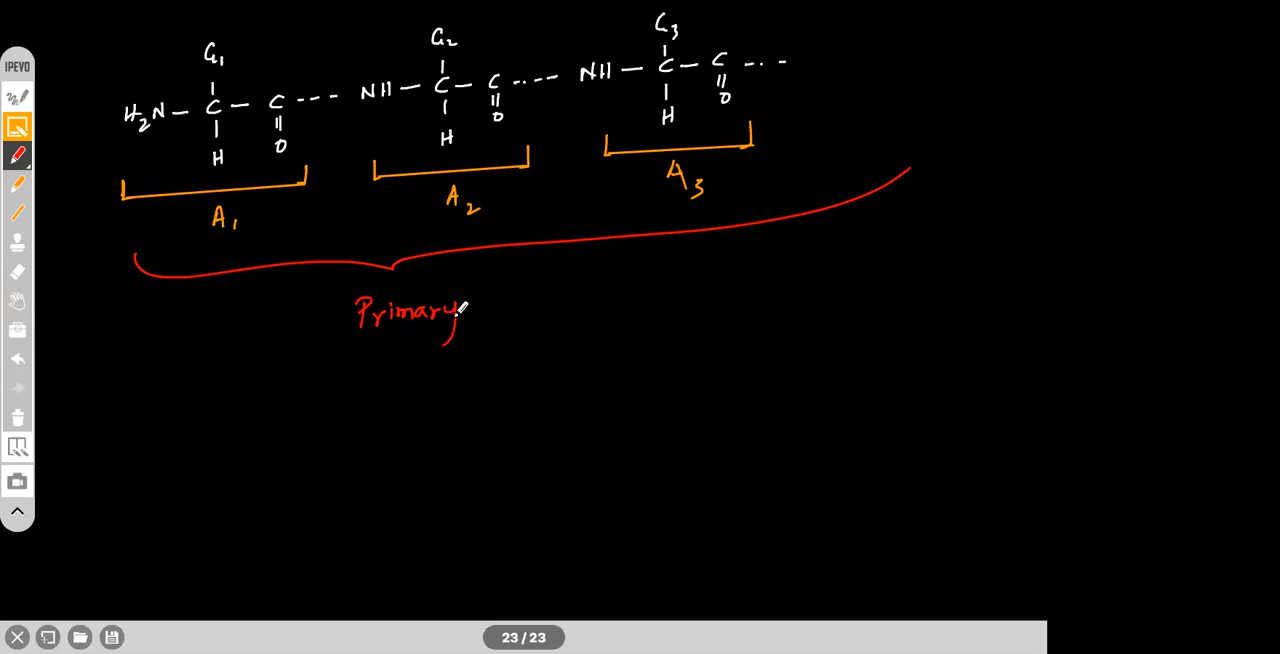 IPEVO
G1 G2 G3
H2N — C — C --- NH — C — C ---- NH — C — C ----
H O H O H O
A1 A2 A3
Primary
23/23